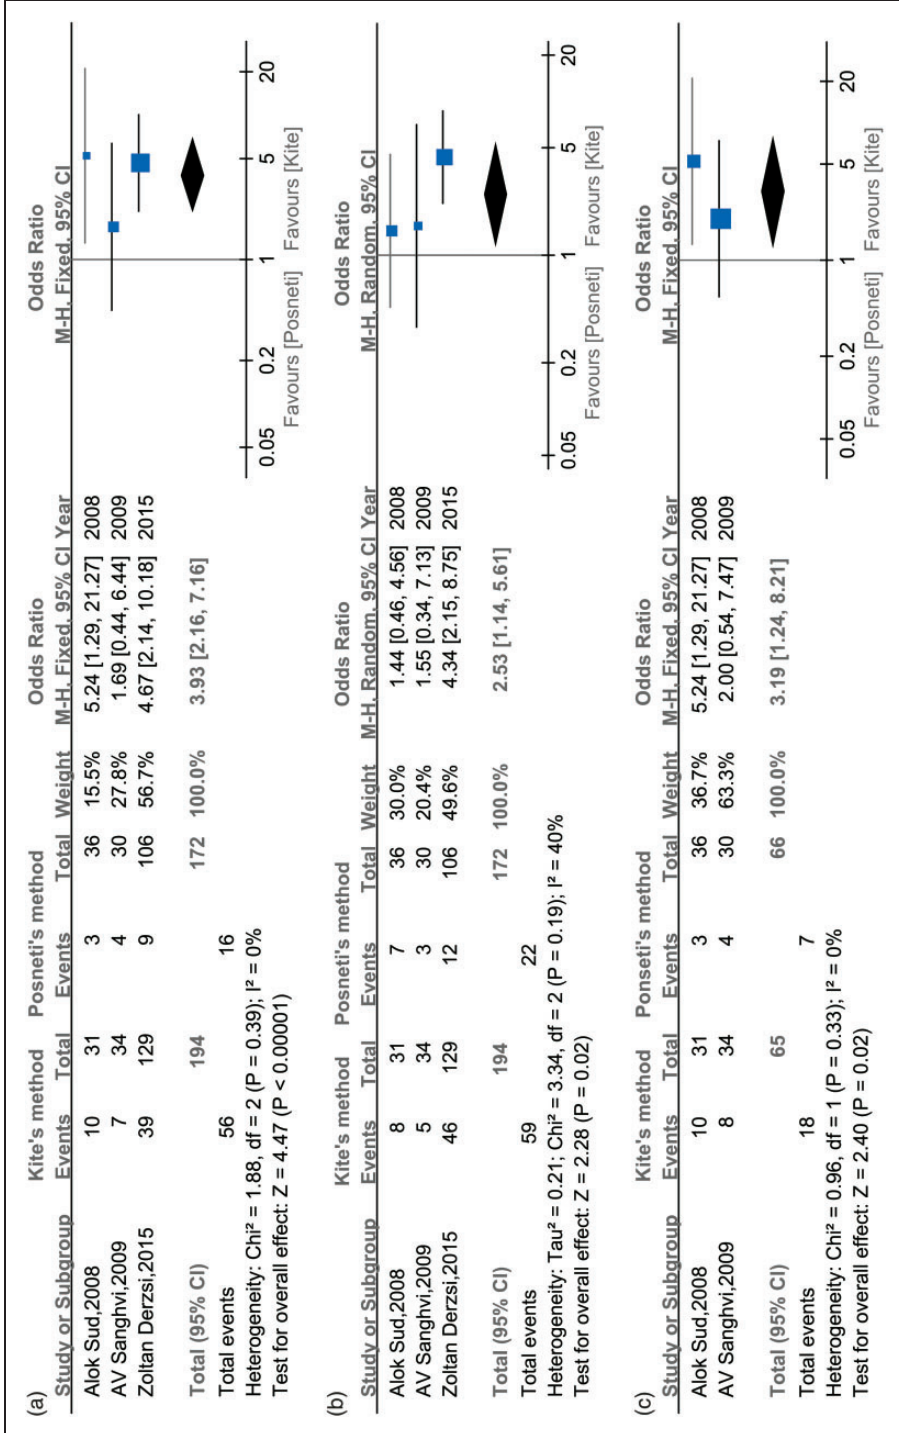 (a)
Kite's method Posneti's method Odds Ratio Odds Ratio
Study or Subgroup Events Total Events Total Weight M-H. Fixed. 95% CI Year M-H. Fixed. 95% CI
Alok Sud,2008 10 31 3 36 15.5% 5.24 [1.29, 21.27] 2008
AV Sanghvi,2009 7 34 4 30 27.8% 1.69 [0.44, 6.44] 2009
Zoltan Derzsi,2015 39 129 9 106 56.7% 4.67 [2.14, 10.18] 2015
Total (95% CI) 194 172 100.0% 3.93 [2.16, 7.16]
Total events 56 16
Heterogeneity: Chi² = 1.88, df = 2 (P = 0.39); I² = 0%
Test for overall effect: Z = 4.47 (P < 0.00001)
0.05 0.2 1 5 20
Favours [Posneti] Favours [Kite]
(b)
Kite's method Posneti's method Odds Ratio Odds Ratio
Study or Subgroup Events Total Events Total Weight M-H. Random. 95% CI Year M-H. Random. 95% CI
Alok Sud,2008 8 31 7 36 30.0% 1.44 [0.46, 4.56] 2008
AV Sanghvi,2009 5 34 3 30 20.4% 1.55 [0.34, 7.13] 2009
Zoltan Derzsi,2015 46 129 12 106 49.6% 4.34 [2.15, 8.75] 2015
Total (95% CI) 194 172 100.0% 2.53 [1.14, 5.61]
Total events 59 22
Heterogeneity: Tau² = 0.21; Chi² = 3.34, df = 2 (P = 0.19); I² = 40%
Test for overall effect: Z = 2.28 (P = 0.02)
0.05 0.2 1 5 20
Favours [Posneti] Favours [Kite]
(c)
Kite's method Ponseti's method Odds Ratio Odds Ratio
Study or Subgroup Events Total Events Total Weight M-H. Fixed. 95% CI Year M-H. Fixed. 95% CI
Alok Sud,2008 10 31 3 36 36.7% 5.24 [1.29, 21.27] 2008
AV Sanghvi,2009 8 34 4 30 63.3% 2.00 [0.54, 7.47] 2009
Total (95% CI) 65 66 100.0% 3.19 [1.24, 8.21]
Total events 18 7
Heterogeneity: Chi² = 0.96, df = 1 (P = 0.33); I² = 0%
Test for overall effect: Z = 2.40 (P = 0.02)
0.05 0.2 1 5 20
Favours [Posneti] Favours [Kite]